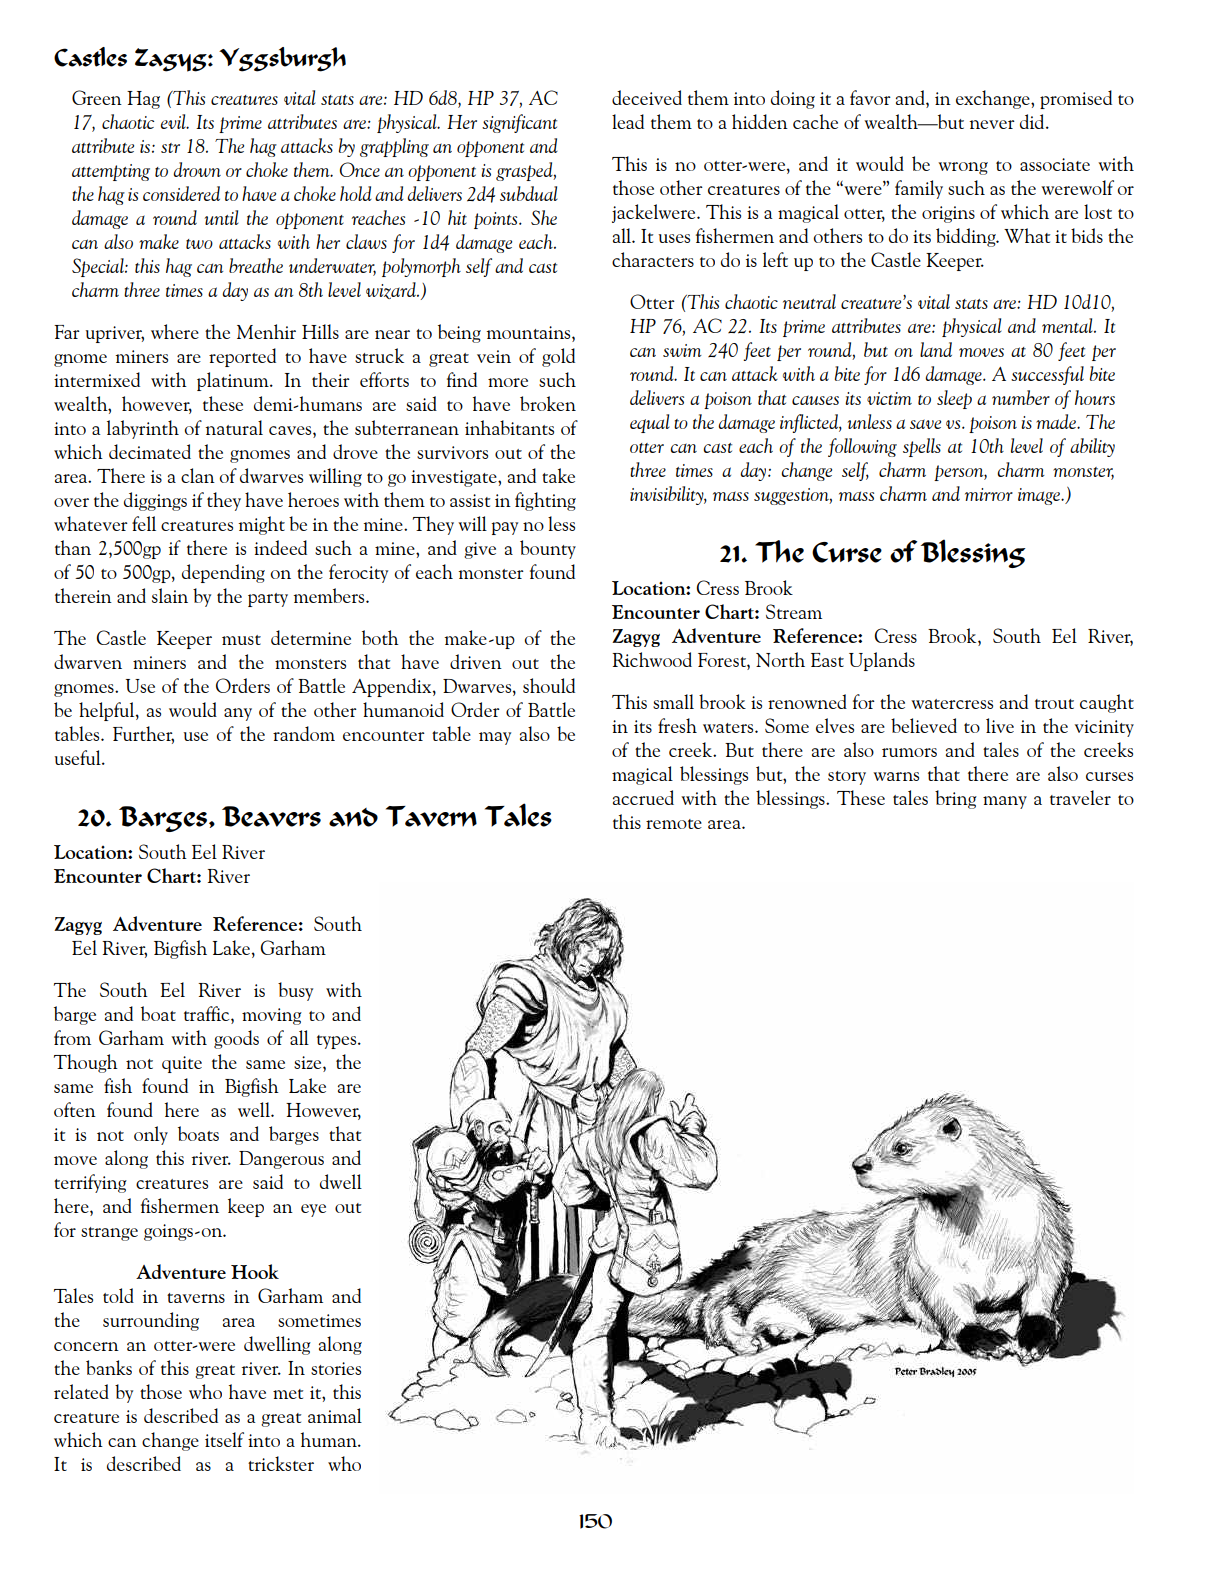 Castles Zagyg: Yggsburgh
Green Hag (This creatures vital stats are: HD 6d8, HP 37, AC
17, chaotic evil. Its prime attributes are: physical. Her significant
attribute is: str 18. The hag attacks by grappling an opponent and
attempting to drown or choke them. Once an opponent is grasped,
the hag is considered to have a choke hold and delivers 2d4 subdual
damage a round until the opponent reaches -10 hit points. She
can also make two attacks with her claws for 1d4 damage each.
Special: this hag can breathe underwater, polymorph self and cast
charm three times a day as an 8th level wizard.)
Far upriver, where the Menhir Hills are near to being mountains,
gnome miners are reported to have struck a great vein of gold
intermixed with platinum. In their efforts to find more such
wealth, however, these demi-humans are said to have broken
into a labyrinth of natural caves, the subterranean inhabitants of
which decimated the gnomes and drove the survivors out of the
area. There is a clan of dwarves willing to go investigate, and take
over the diggings if they have heroes with them to assist in fighting
whatever fell creatures might be in the mine. They will pay no less
than 2,500gp if there is indeed such a mine, and give a bounty
of 50 to 500gp, depending on the ferocity of each monster found
therein and slain by the party members.
The Castle Keeper must determine both the make-up of the
dwarven miners and the monsters that have driven out the
gnomes. Use of the Orders of Battle Appendix, Dwarves, should
be helpful, as would any of the other humanoid Order of Battle
tables. Further, use of the random encounter table may also be
useful.
20. Barges, Beavers and Tavern Tales
Location: South Eel River
Encounter Chart: River
Zagyg Adventure Reference: South
Eel River, Bigfish Lake, Garham
The South Eel River is busy with
barge and boat traffic, moving to and
from Garham with goods of all types.
Though not quite the same size, the
same fish found in Bigfish Lake are
often found here as well. However,
it is not only boats and barges that
move along this river. Dangerous and
terrifying creatures are said to dwell
here, and fishermen keep an eye out
for strange goings-on.
Adventure Hook
Tales told in taverns in Garham and
the surrounding area sometimes
concern an otter-were dwelling along
the banks of this great river. In stories
related by those who have met it, this
creature is described as a great animal
which can change itself into a human.
It is described as a trickster who
deceived them into doing it a favor and, in exchange, promised to
lead them to a hidden cache of wealth—but never did.
This is no otter-were, and it would be wrong to associate with
those other creatures of the “were” family such as the werewolf or
jackelwere. This is a magical otter, the origins of which are lost to
all. It uses fishermen and others to do its bidding. What it bids the
characters to do is left up to the Castle Keeper.
Otter (This chaotic neutral creature’s vital stats are: HD 10d10,
HP 76, AC 22. Its prime attributes are: physical and mental. It
can swim 240 feet per round, but on land moves at 80 feet per
round. It can attack with a bite for 1d6 damage. A successful bite
delivers a poison that causes its victim to sleep a number of hours
equal to the damage inflicted, unless a save vs. poison is made. The
otter can cast each of the following spells at 10th level of ability
three times a day: change self, charm person, charm monster,
invisibility, mass suggestion, mass charm and mirror image.)
21. The Curse of Blessing
Location: Cress Brook
Encounter Chart: Stream
Zagyg Adventure Reference: Cress Brook, South Eel River,
Richwood Forest, North East Uplands
This small brook is renowned for the watercress and trout caught
in its fresh waters. Some elves are believed to live in the vicinity
of the creek. But there are also rumors and tales of the creeks
magical blessings but, the story warns that there are also curses
accrued with the blessings. These tales bring many a traveler to
this remote area.
Peter Bradley 2005
150